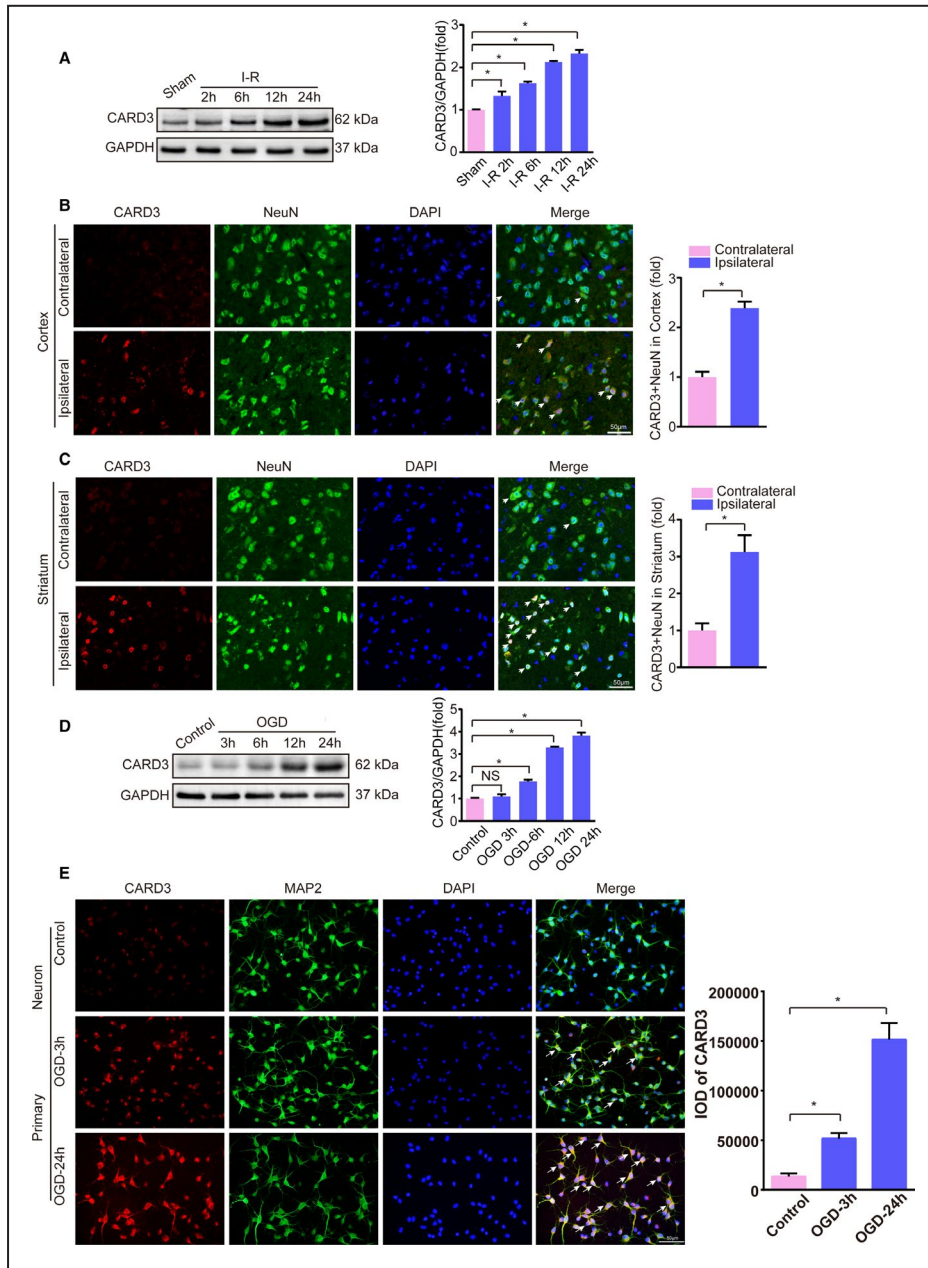 A
Sham
I-R
2h 6h 12h 24h
CARD3
62 kDa
GAPDH
37 kDa
CARD3/GAPDH(fold)
3
2
1
0
*
*
*
*
Sham
I-R 2h
I-R 6h
I-R 12h
I-R 24h
B
CARD3 NeuN DAPI Merge
Cortex
Contralateral
Ipsilateral
50μm
Contralateral
Ipsilateral
CARD3+NeuN in Cortex (fold)
3
2
1
0
*
C
CARD3 NeuN DAPI Merge
Striatum
Contralateral
Ipsilateral
50μm
Contralateral
Ipsilateral
CARD3+NeuN in Striatum (fold)
4
3
2
1
0
*
D
Control
OGD
3h 6h 12h 24h
CARD3
62 kDa
GAPDH
37 kDa
CARD3/GAPDH(fold)
5
4
3
2
1
0
*
*
*
NS
Control
OGD 3h
OGD-6h
OGD 12h
OGD 24h
E
CARD3 MAP2 DAPI Merge
Primary Neuron
Control
OGD-3h
OGD-24h
50μm
IOD of CARD3
200000
150000
100000
50000
0
*
*
Control
OGD-3h
OGD-24h